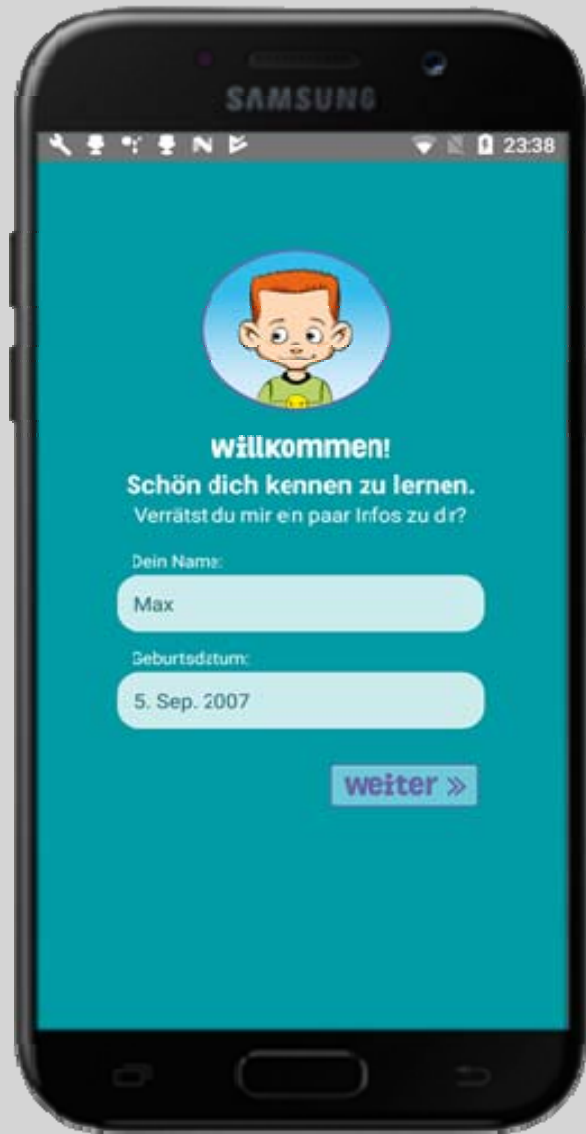 SAMSUNG
23:38
willkommen!
Schön dich kennen zu lernen.
Verrätst du mir ein paar Infos zu dir?
Dein Name:
Max
Geburtsdatum:
5. Sep. 2007
weiter »